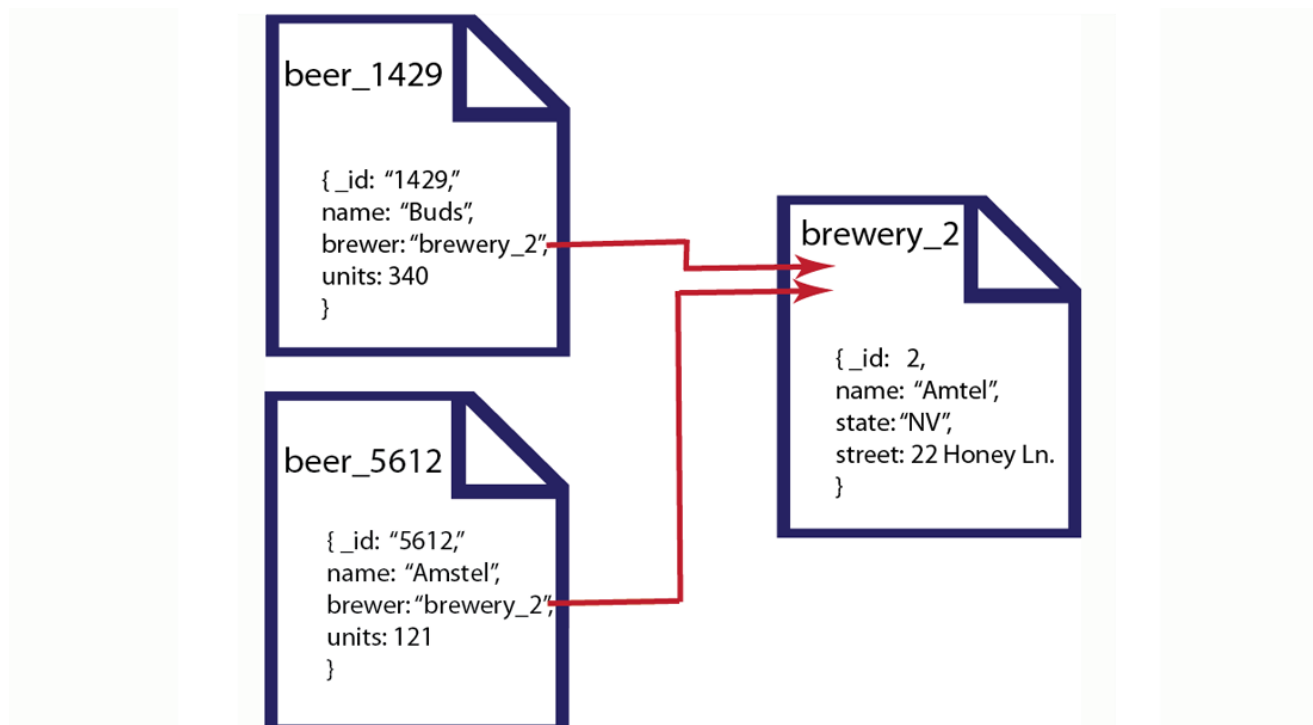 beer_1429
{ _id: “1429,”
name: “Buds”,
brewer: “brewery_2”,
units: 340
}
beer_5612
{ _id: “5612,”
name: “Amstel”,
brewer: “brewery_2”,
units: 121
}
brewery_2
{ _id: 2,
name: “Amtel”,
state: “NV”,
street: 22 Honey Ln.
}